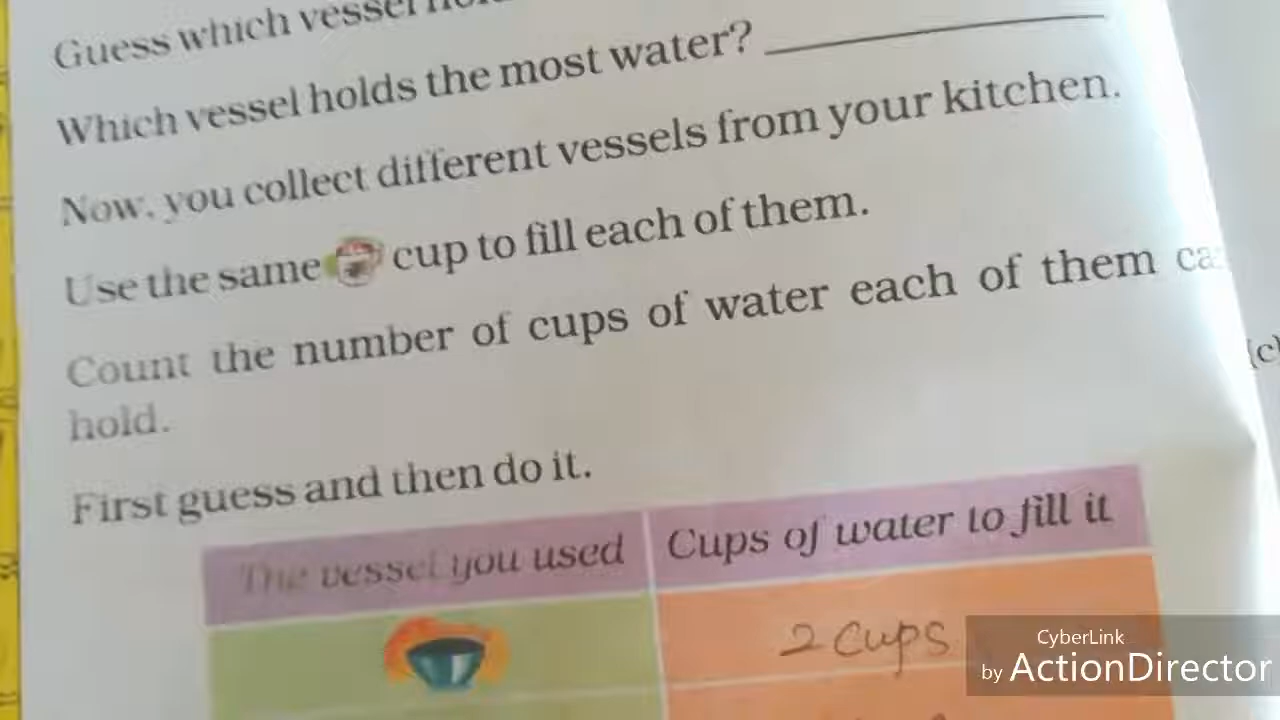 Guess which vessel
Which vessel holds the most water?
Now, you collect different vessels from your kitchen.
Use the same cup to fill each of them.
Count the number of cups of water each of them
hold.
(c)
First guess and then do it.
The vessel you used Cups of water to fill it
2 cups
CyberLink
by ActionDirector